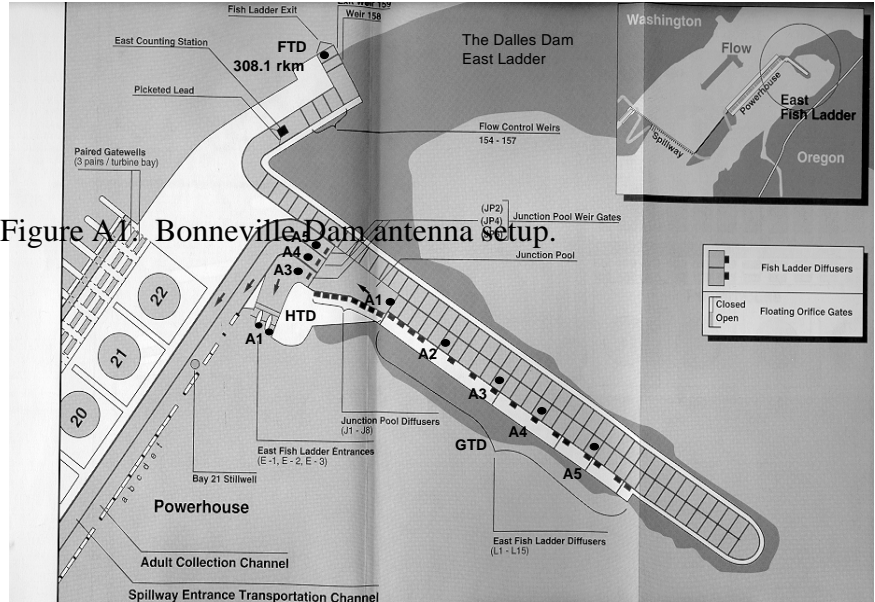 Fish Ladder Exit
Exit Weir 159
Weir 158
FTD
308.1 rkm
East Counting Station
Picketed Lead
Paired Gatewells
(3 pairs / turbine bay)
The Dalles Dam
East Ladder
Flow Control Weirs
154 - 157
Washington
Flow
Powerhouse
East
Fish Ladder
Spillway
Oregon
(JP2)
(JP4)
Junction Pool Weir Gates
Junction Pool
Figure A1. Bonneville Dam antenna setup.
A5
A4
A3
A1
HTD
A1
A2
A3
A4
A5
GTD
22
21
20
Fish Ladder Diffusers
Closed
Open
Floating Orifice Gates
Junction Pool Diffusers
(J1 - J8)
East Fish Ladder Entrances
(E -1, E - 2, E - 3)
Bay 21 Stillwell
a b c d e f
Powerhouse
East Fish Ladder Diffusers
(L1 - L15)
Adult Collection Channel
Spillway Entrance Transportation Channel